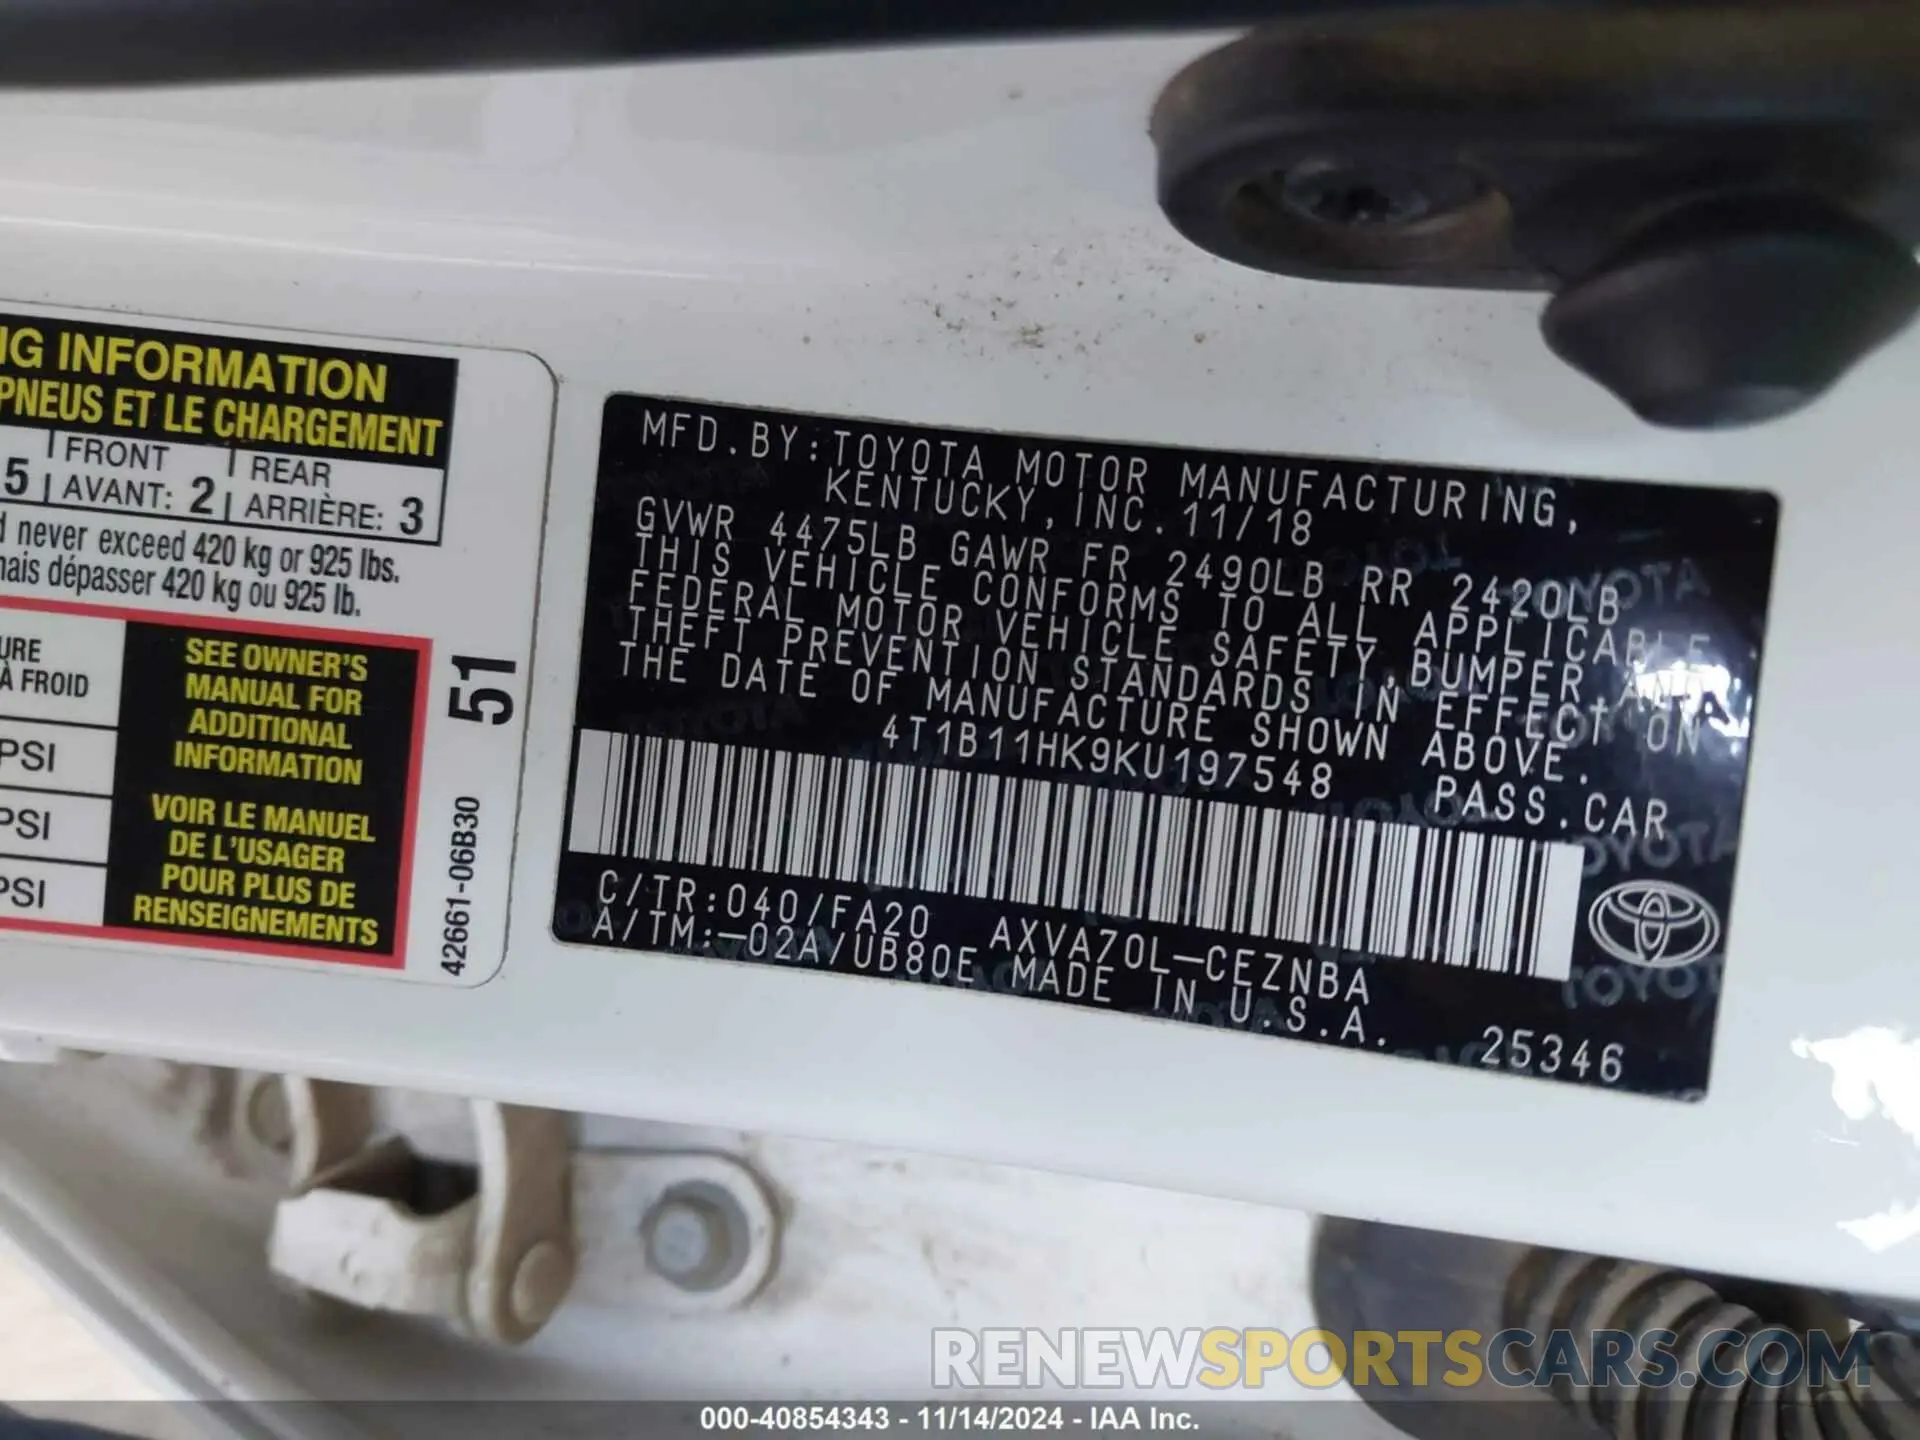 NG INFORMATION
PNEUS ET LE CHARGEMENT
5 FRONT AVANT: 2 REAR ARRIÈRE: 3
never exceed 420 kg or 925 lbs.
dépasser 420 kg ou 925 lb.
À FROID
PSI
PSI
PSI
SEE OWNER'S
MANUAL FOR
ADDITIONAL
INFORMATION
VOIR LE MANUEL
DE L'USAGER
POUR PLUS DE
RENSEIGNEMENTS
51
42661-06B30
MFD.BY:TOYOTA MOTOR MANUFACTURING,
KENTUCKY,INC. 11/18
GVWR 4475LB GAWR FR 2490LB RR 2420LB
THIS VEHICLE CONFORMS TO ALL APPLICABLE
FEDERAL MOTOR VEHICLE SAFETY,BUMPER,AND
THEFT PREVENTION STANDARDS IN EFFECT ON
THE DATE OF MANUFACTURE SHOWN ABOVE.
4T1B11HK9KU197548 PASS.CAR
C/TR:040/FA20 AXVA70L-CEZNBA
A/TM:-02A/UB80E MADE IN U.S.A. 25346
RENEWSPORTSCARS.COM
000-40854343 - 11/14/2024 - IAA Inc.